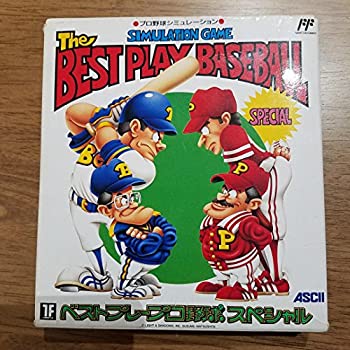 ●プロ野球シミュレーション●
SIMULATION GAME
The
BEST PLAY BASEBALL
SPECIAL
B
B
P
P
P
ベストプレープロ野球 スペシャル
ASCII